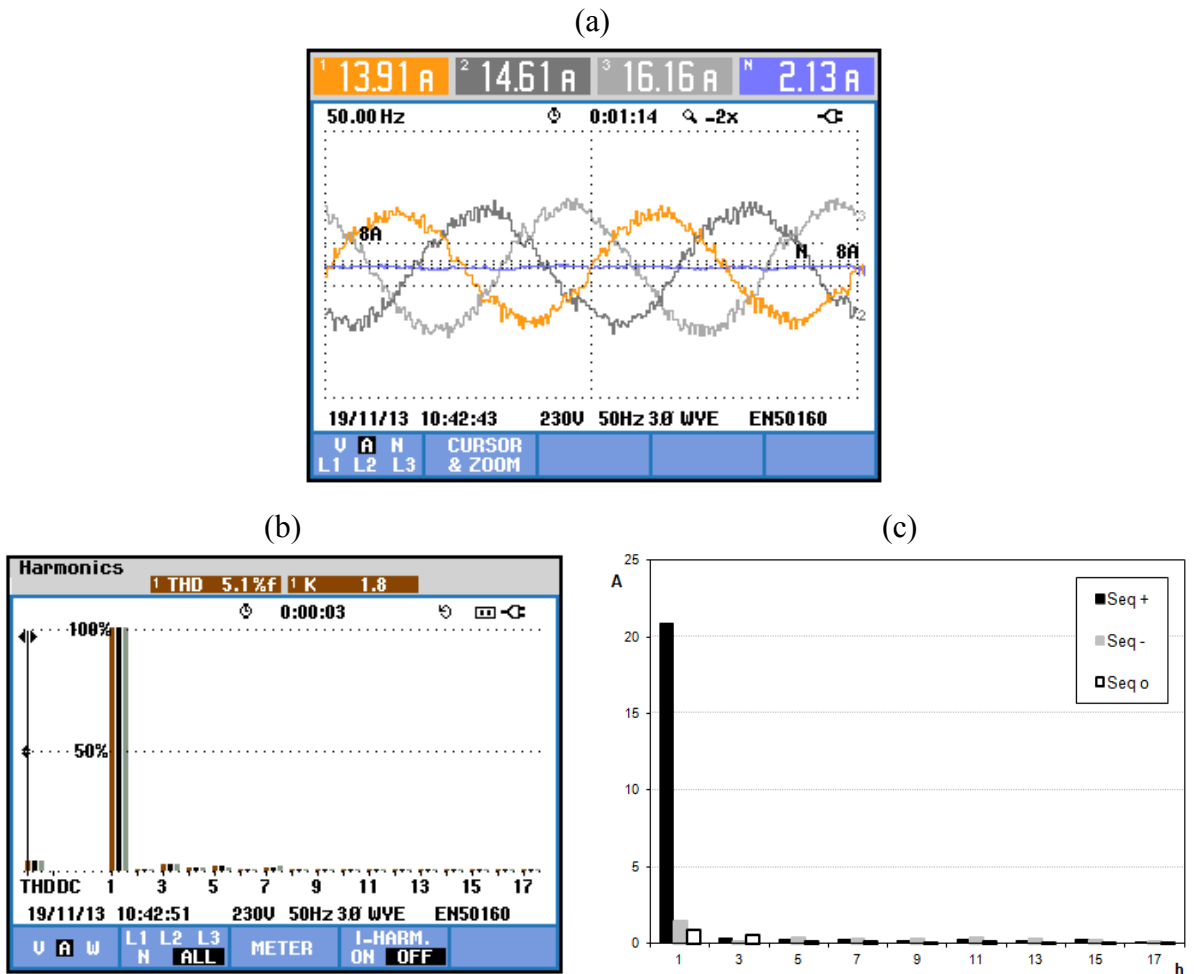 (a)
1 13.91 A 2 14.61 A 3 16.16 A N 2.13 A
50.00 Hz 0:01:14 -2x
3
8A N 8A
N
2
19/11/13 10:42:43 230V 50Hz 3Ø WYE EN50160
V A N CURSOR
L1 L2 L3 & ZOOM
(b)
Harmonics
1 THD 5.1%f 1 K 1.8
0:00:03
100%
50%
THDDC 1 3 5 7 9 11 13 15 17
19/11/13 10:42:51 230V 50Hz 3Ø WYE EN50160
V A W L1 L2 L3 METER I-HARM.
N ALL ON OFF
(c)
25
A
Seq +
20
Seq -
Seq o
15
10
5
0
1 3 5 7 9 11 13 15 17
h